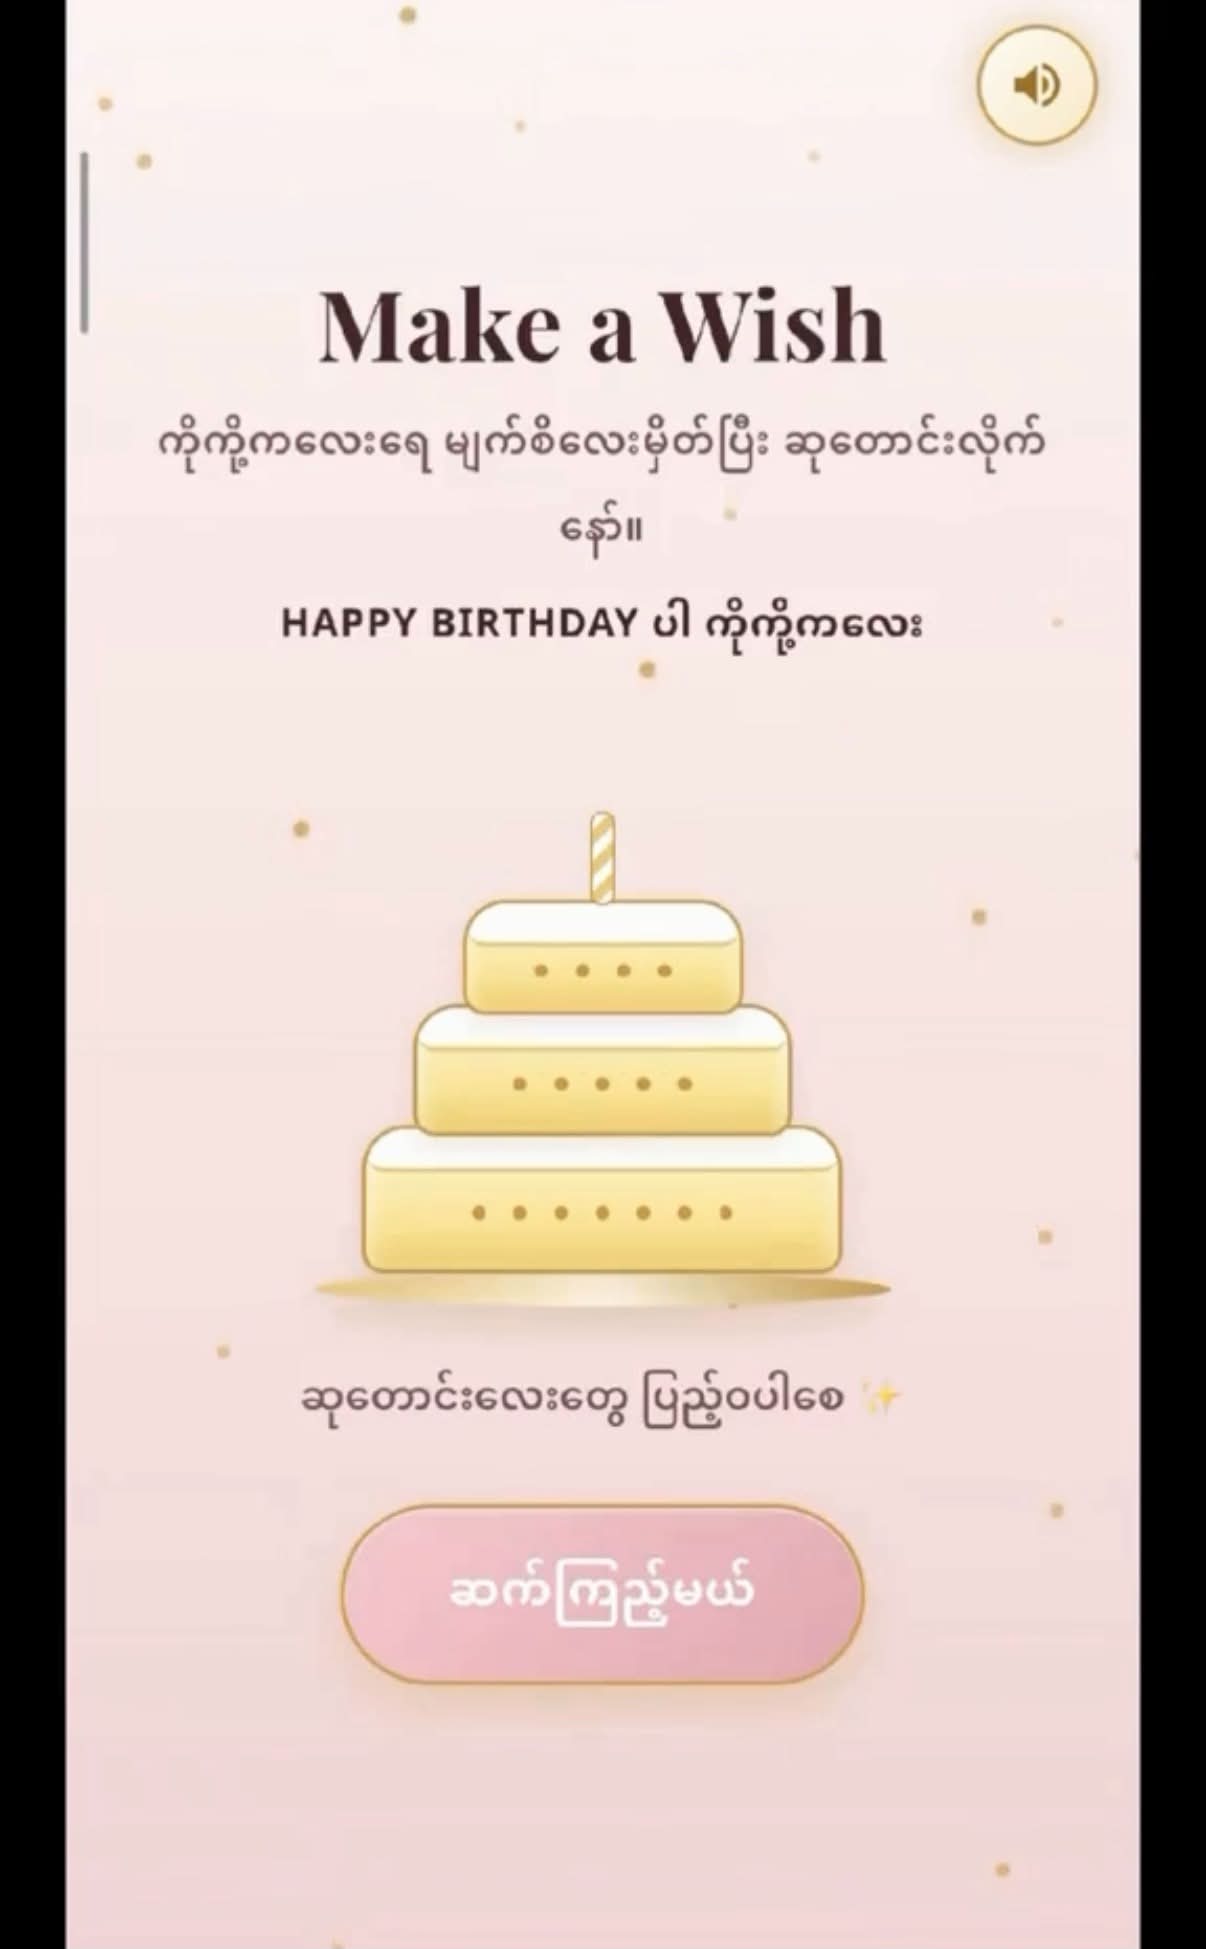 Make a Wish
ကိုကို့ကလေးရေ မျက်စိလေးမှိတ်ပြီး ဆုတောင်းလိုက်
နော်။
HAPPY BIRTHDAY ပါ ကိုကို့ကလေး
ဆုတောင်းလေးတွေ ပြည့်ဝပါစေ ✨
ဆက်ကြည့်မယ်